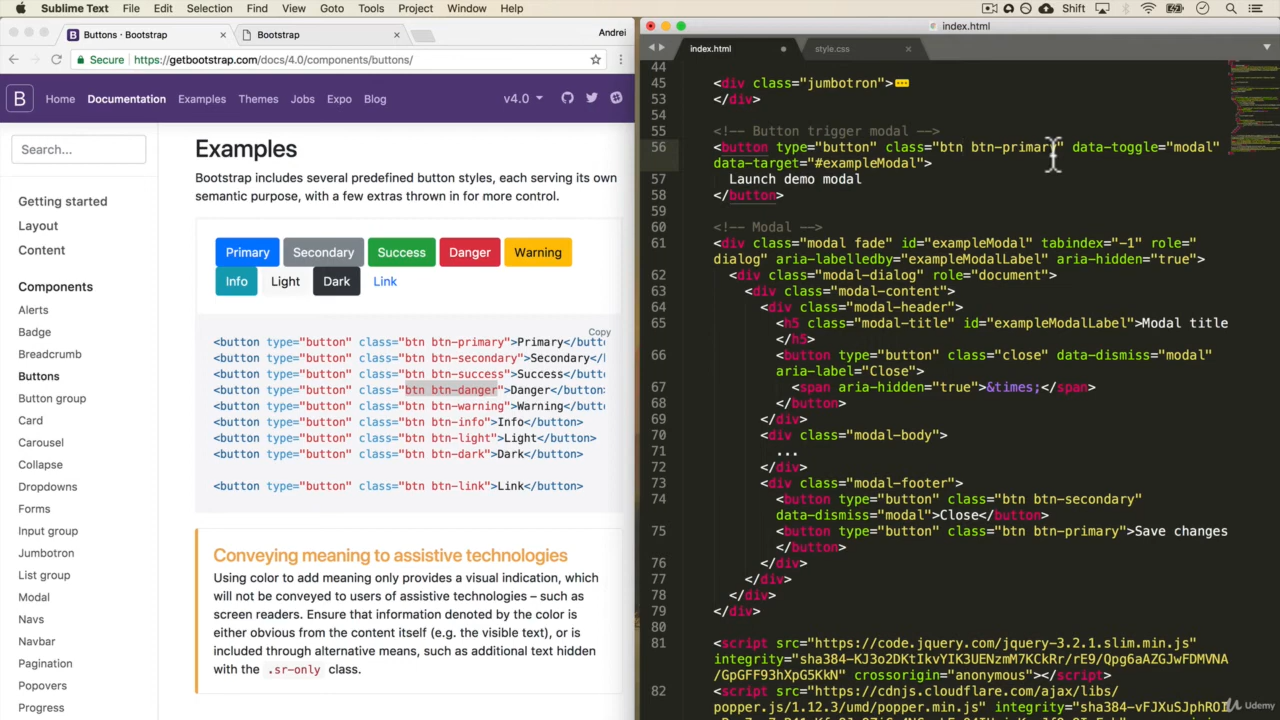 Sublime Text File Edit Selection Find View Goto Tools Project Window Help Shift
Buttons · Bootstrap
Bootstrap
Andrei
Secure https://getbootstrap.com/docs/4.0/components/buttons/
B Home Documentation Examples Themes Jobs Expo Blog v4.0
Search...
Getting started
Layout
Content
Components
Alerts
Badge
Breadcrumb
Buttons
Button group
Card
Carousel
Collapse
Dropdowns
Forms
Input group
Jumbotron
List group
Modal
Navs
Navbar
Pagination
Popovers
Progress
Examples
Bootstrap includes several predefined button styles, each serving its own
semantic purpose, with a few extras thrown in for more control.
Primary Secondary Success Danger Warning
Info Light Dark Link
Copy
<button type="button" class="btn btn-primary">Primary</butt
<button type="button" class="btn btn-secondary">Secondary</
<button type="button" class="btn btn-success">Success</butt
<button type="button" class="btn btn-danger">Danger</button>
<button type="button" class="btn btn-warning">Warning</butt
<button type="button" class="btn btn-info">Info</button>
<button type="button" class="btn btn-light">Light</button>
<button type="button" class="btn btn-dark">Dark</button>
<button type="button" class="btn btn-link">Link</button>
Conveying meaning to assistive technologies
Using color to add meaning only provides a visual indication, which
will not be conveyed to users of assistive technologies – such as
screen readers. Ensure that information denoted by the color is
either obvious from the content itself (e.g. the visible text), or is
included through alternative means, such as additional text hidden
with the .sr-only class.
index.html
index.html
style.css
44
45 <div class="jumbotron">
53 </div>
54
55 <!-- Button trigger modal -->
56 <button type="button" class="btn btn-primary" data-toggle="modal"
data-target="#exampleModal">
57 Launch demo modal
58 </button>
59
60 <!-- Modal -->
61 <div class="modal fade" id="exampleModal" tabindex="-1" role="
dialog" aria-labelledby="exampleModalLabel" aria-hidden="true">
62 <div class="modal-dialog" role="document">
63 <div class="modal-content">
64 <div class="modal-header">
65 <h5 class="modal-title" id="exampleModalLabel">Modal title
</h5>
66 <button type="button" class="close" data-dismiss="modal"
aria-label="Close">
67 <span aria-hidden="true">&times;</span>
68 </button>
69 </div>
70 <div class="modal-body">
71 ...
72 </div>
73 <div class="modal-footer">
74 <button type="button" class="btn btn-secondary"
data-dismiss="modal">Close</button>
75 <button type="button" class="btn btn-primary">Save changes
</button>
76 </div>
77 </div>
78 </div>
79 </div>
80
81 <script src="https://code.jquery.com/jquery-3.2.1.slim.min.js"
integrity="sha384-KJ3o2DKtIkvYIK3UENzmM7KCkRr/rE9/Qpg6aAZGJwFDMVNA
/GpGFF93hXpG5KkN" crossorigin="anonymous"></script>
82 <script src="https://cdnjs.cloudflare.com/ajax/libs/
popper.js/1.12.3/umd/popper.min.js" integrity="sha384-vFJXuSJphROI
Udemy